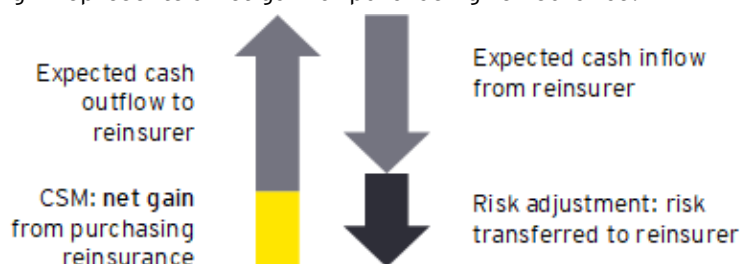 Expected cash
outflow to
reinsurer
Expected cash inflow
from reinsurer
CSM: net gain
from purchasing
reinsurance
Risk adjustment: risk
transferred to reinsurer